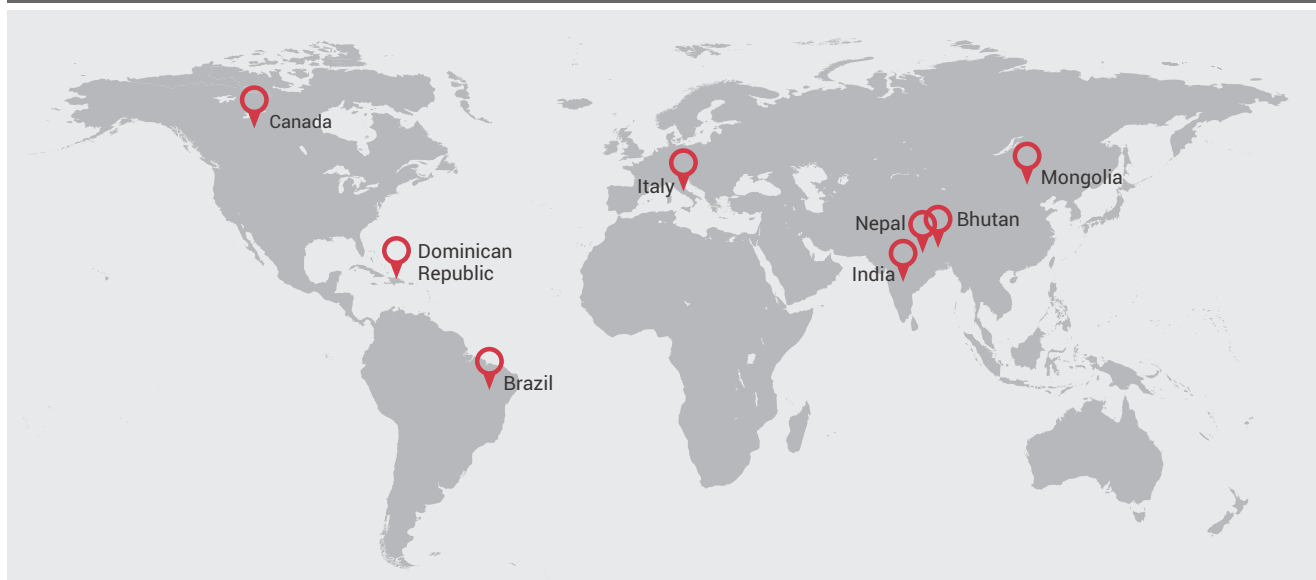 Canada
Italy
Mongolia
Nepal
Bhutan
Dominican
Republic
India
Brazil